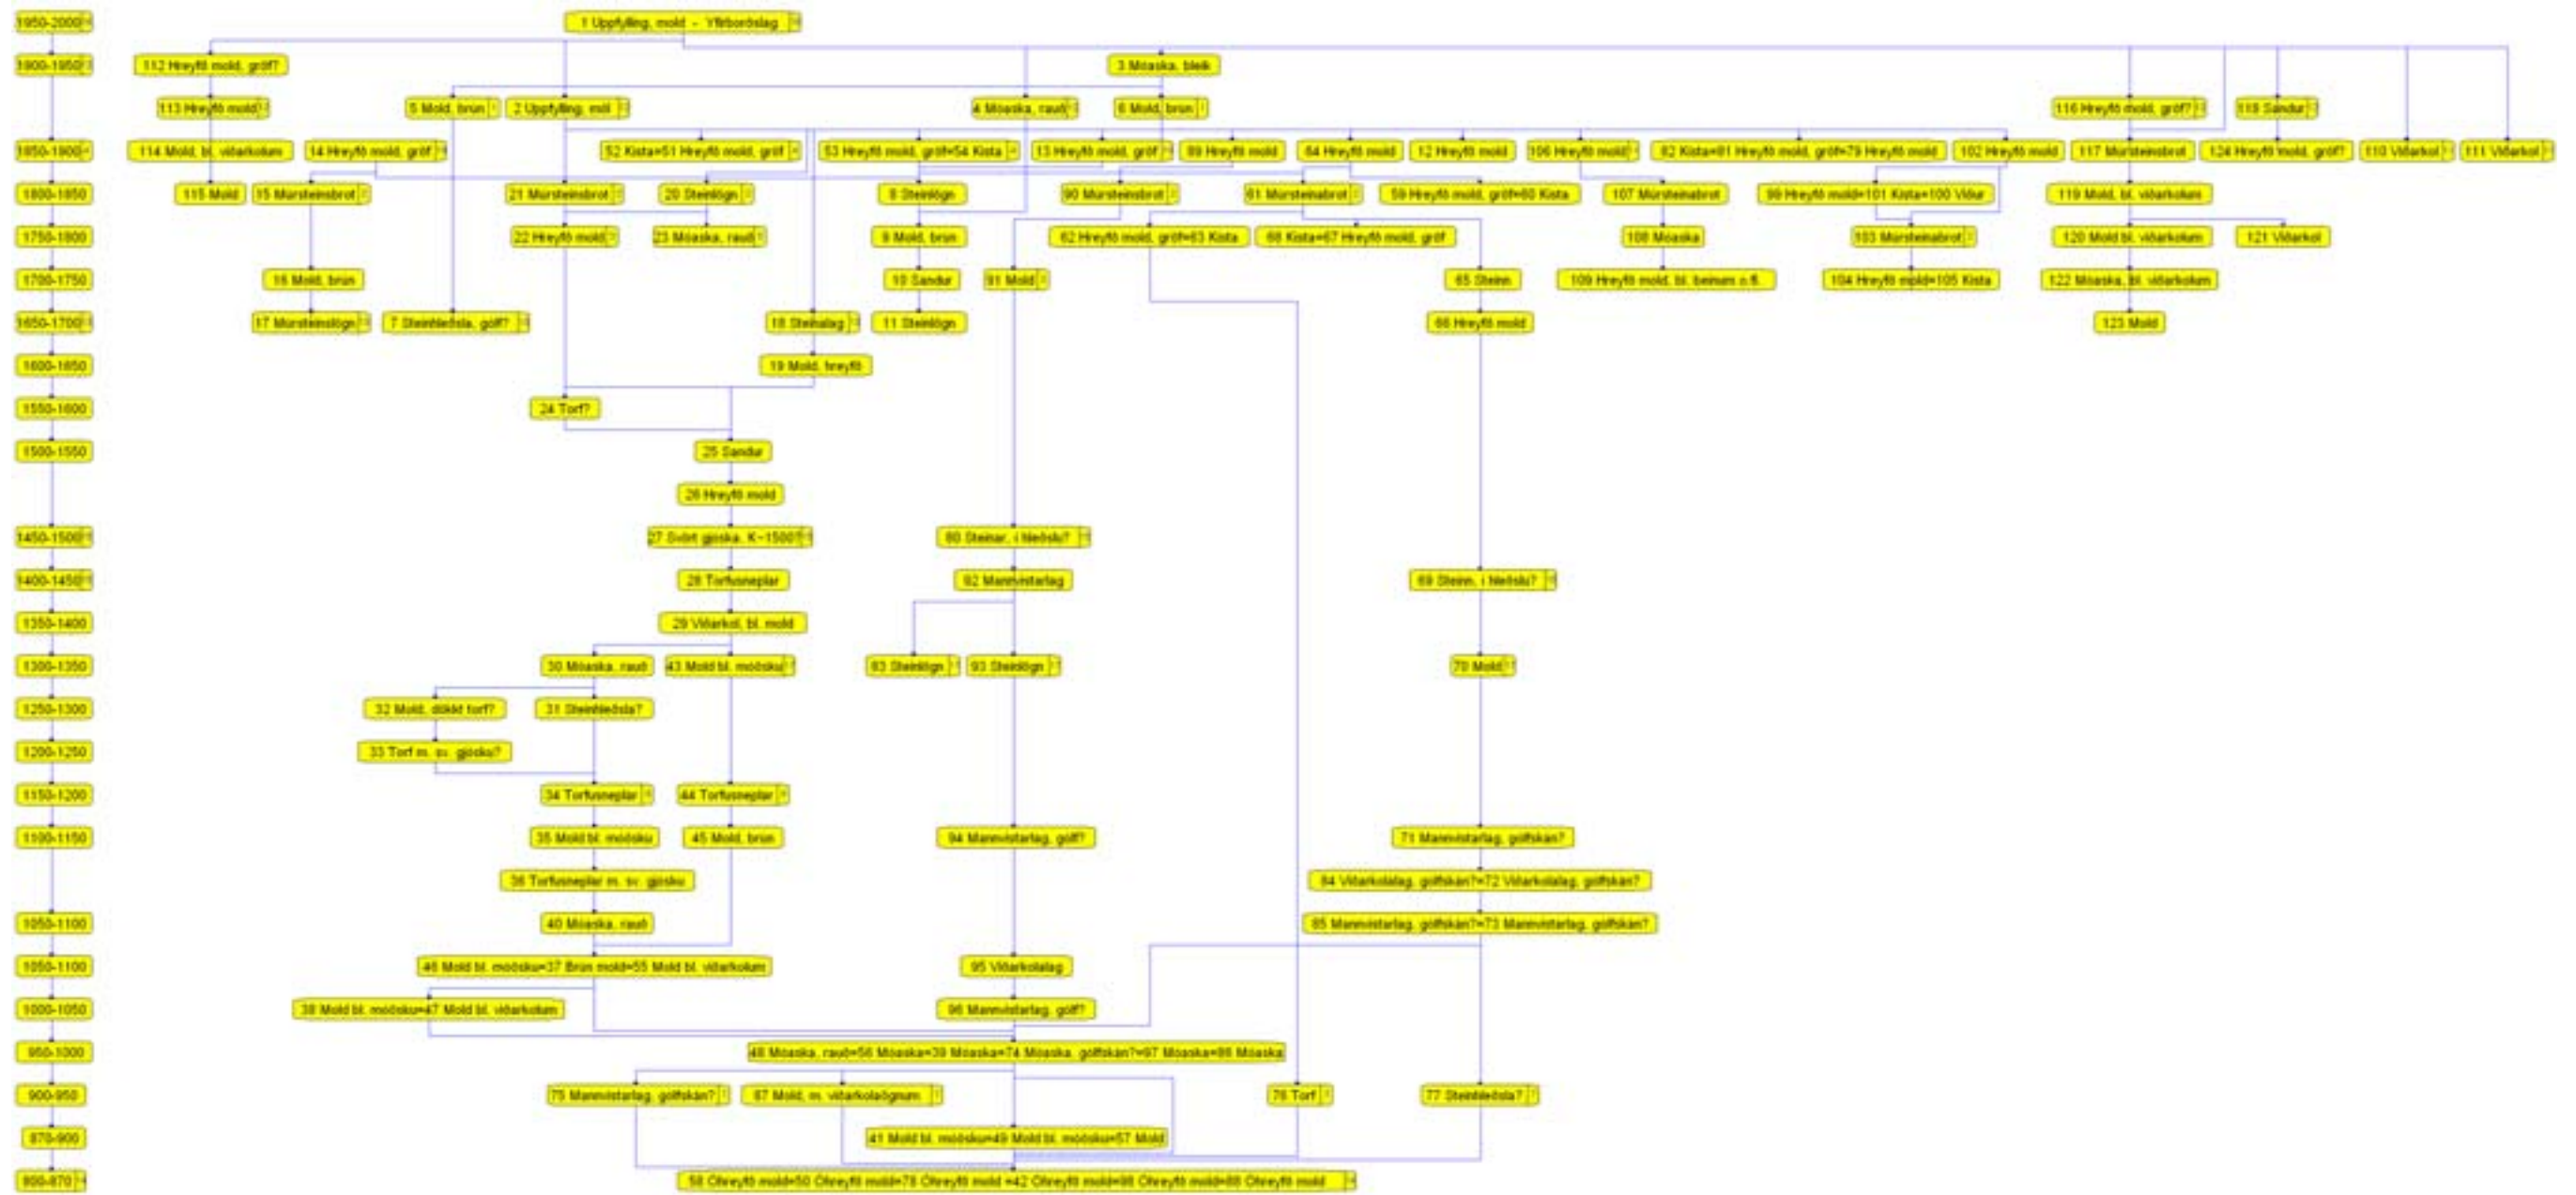 1950-2000 1 Uppfylling, mold - Yfirborðslag
1900-1950 112 Hreyfð mold, gröf? 3 Móaska, bleik
113 Hreyfð mold 5 Mold, brún 2 Uppfylling, möl 4 Móaska, rauð 6 Mold, brún 116 Hreyfð mold, gröf? 118 Sandur
1850-1900 114 Mold, bl. viðarkolum 14 Hreyfð mold, gröf 52 Kista=51 Hreyfð mold, gröf 53 Hreyfð mold, gröf=54 Kista 13 Hreyfð mold, gröf 89 Hreyfð mold 64 Hreyfð mold 12 Hreyfð mold 106 Hreyfð mold 82 Kista=81 Hreyfð mold, gröf=79 Hreyfð mold 102 Hreyfð mold 117 Múrsteinsbrot 124 Hreyfð mold, gröf? 110 Viðarkol 111 Viðarkol
1800-1850 115 Mold 15 Múrsteinsbrot 21 Múrsteinsbrot 20 Steinlögn 8 Steinlögn 90 Múrsteinsbrot 61 Múrsteinabrot 59 Hreyfð mold, gröf=60 Kista 107 Múrsteinabrot 99 Hreyfð mold=101 Kista=100 Viður 119 Mold, bl. viðarkolum
1750-1800 22 Hreyfð mold 23 Móaska, rauð 9 Mold, brún 62 Hreyfð mold, gröf=63 Kista 68 Kista=67 Hreyfð mold, gröf 108 Móaska 103 Múrsteinabrot 120 Mold bl. viðarkolum 121 Viðarkol
1700-1750 16 Mold, brún 10 Sandur 91 Mold 65 Steinn 109 Hreyfð mold, bl. beinum o.fl. 104 Hreyfð mold=105 Kista 122 Móaska, bl. viðarkolum
1650-1700 17 Múrsteinslögn 7 Steinhleðsla, gólf? 18 Steinalag 11 Steinlögn 66 Hreyfð mold 123 Mold
1600-1650 19 Mold, hreyfð
1550-1600 24 Torf?
1500-1550 25 Sandur
26 Hreyfð mold
1450-1500 27 Svört gjóska, K~1500? 80 Steinar, í hleðslu?
1400-1450 28 Torfusneplar 92 Mannvistarlag 69 Steinn, í hleðslu?
1350-1400 29 Viðarkol, bl. mold
1300-1350 30 Móaska, rauð 43 Mold bl. móösku 83 Steinlögn 93 Steinlögn 70 Mold
1250-1300 32 Mold, dökkt torf? 31 Steinhleðsla?
1200-1250 33 Torf m. sv. gjósku?
1150-1200 34 Torfusneplar 44 Torfusneplar
1100-1150 35 Mold bl. móösku 45 Mold, brún 94 Mannvistarlag, gólf? 71 Mannvistarlag, gólfskán?
36 Torfusneplar m. sv. gjósku 84 Viðarkolalag, gólfskán?=72 Viðarkolalag, gólfskán?
1050-1100 40 Móaska, rauð 85 Mannvistarlag, gólfskán?=73 Mannvistarlag, gólfskán?
1050-1100 46 Mold bl. móösku=37 Brún mold=55 Mold bl. viðarkolum 95 Viðarkolalag
1000-1050 38 Mold bl. móösku=47 Mold bl. viðarkolum 96 Mannvistarlag, gólf?
950-1000 48 Móaska, rauð=56 Móaska=39 Móaska=74 Móaska, gólfskán?=97 Móaska=86 Móaska
900-950 75 Mannvistarlag, gólfskán? 87 Mold, m. viðarkolaögnum 76 Torf 77 Steinhleðsla?
870-900 41 Mold bl. móösku=49 Mold bl. móösku=57 Mold
800-870 58 Óhreyfð mold=50 Óhreyfð mold=78 Óhreyfð mold =42 Óhreyfð mold=98 Óhreyfð mold=88 Óhreyfð mold